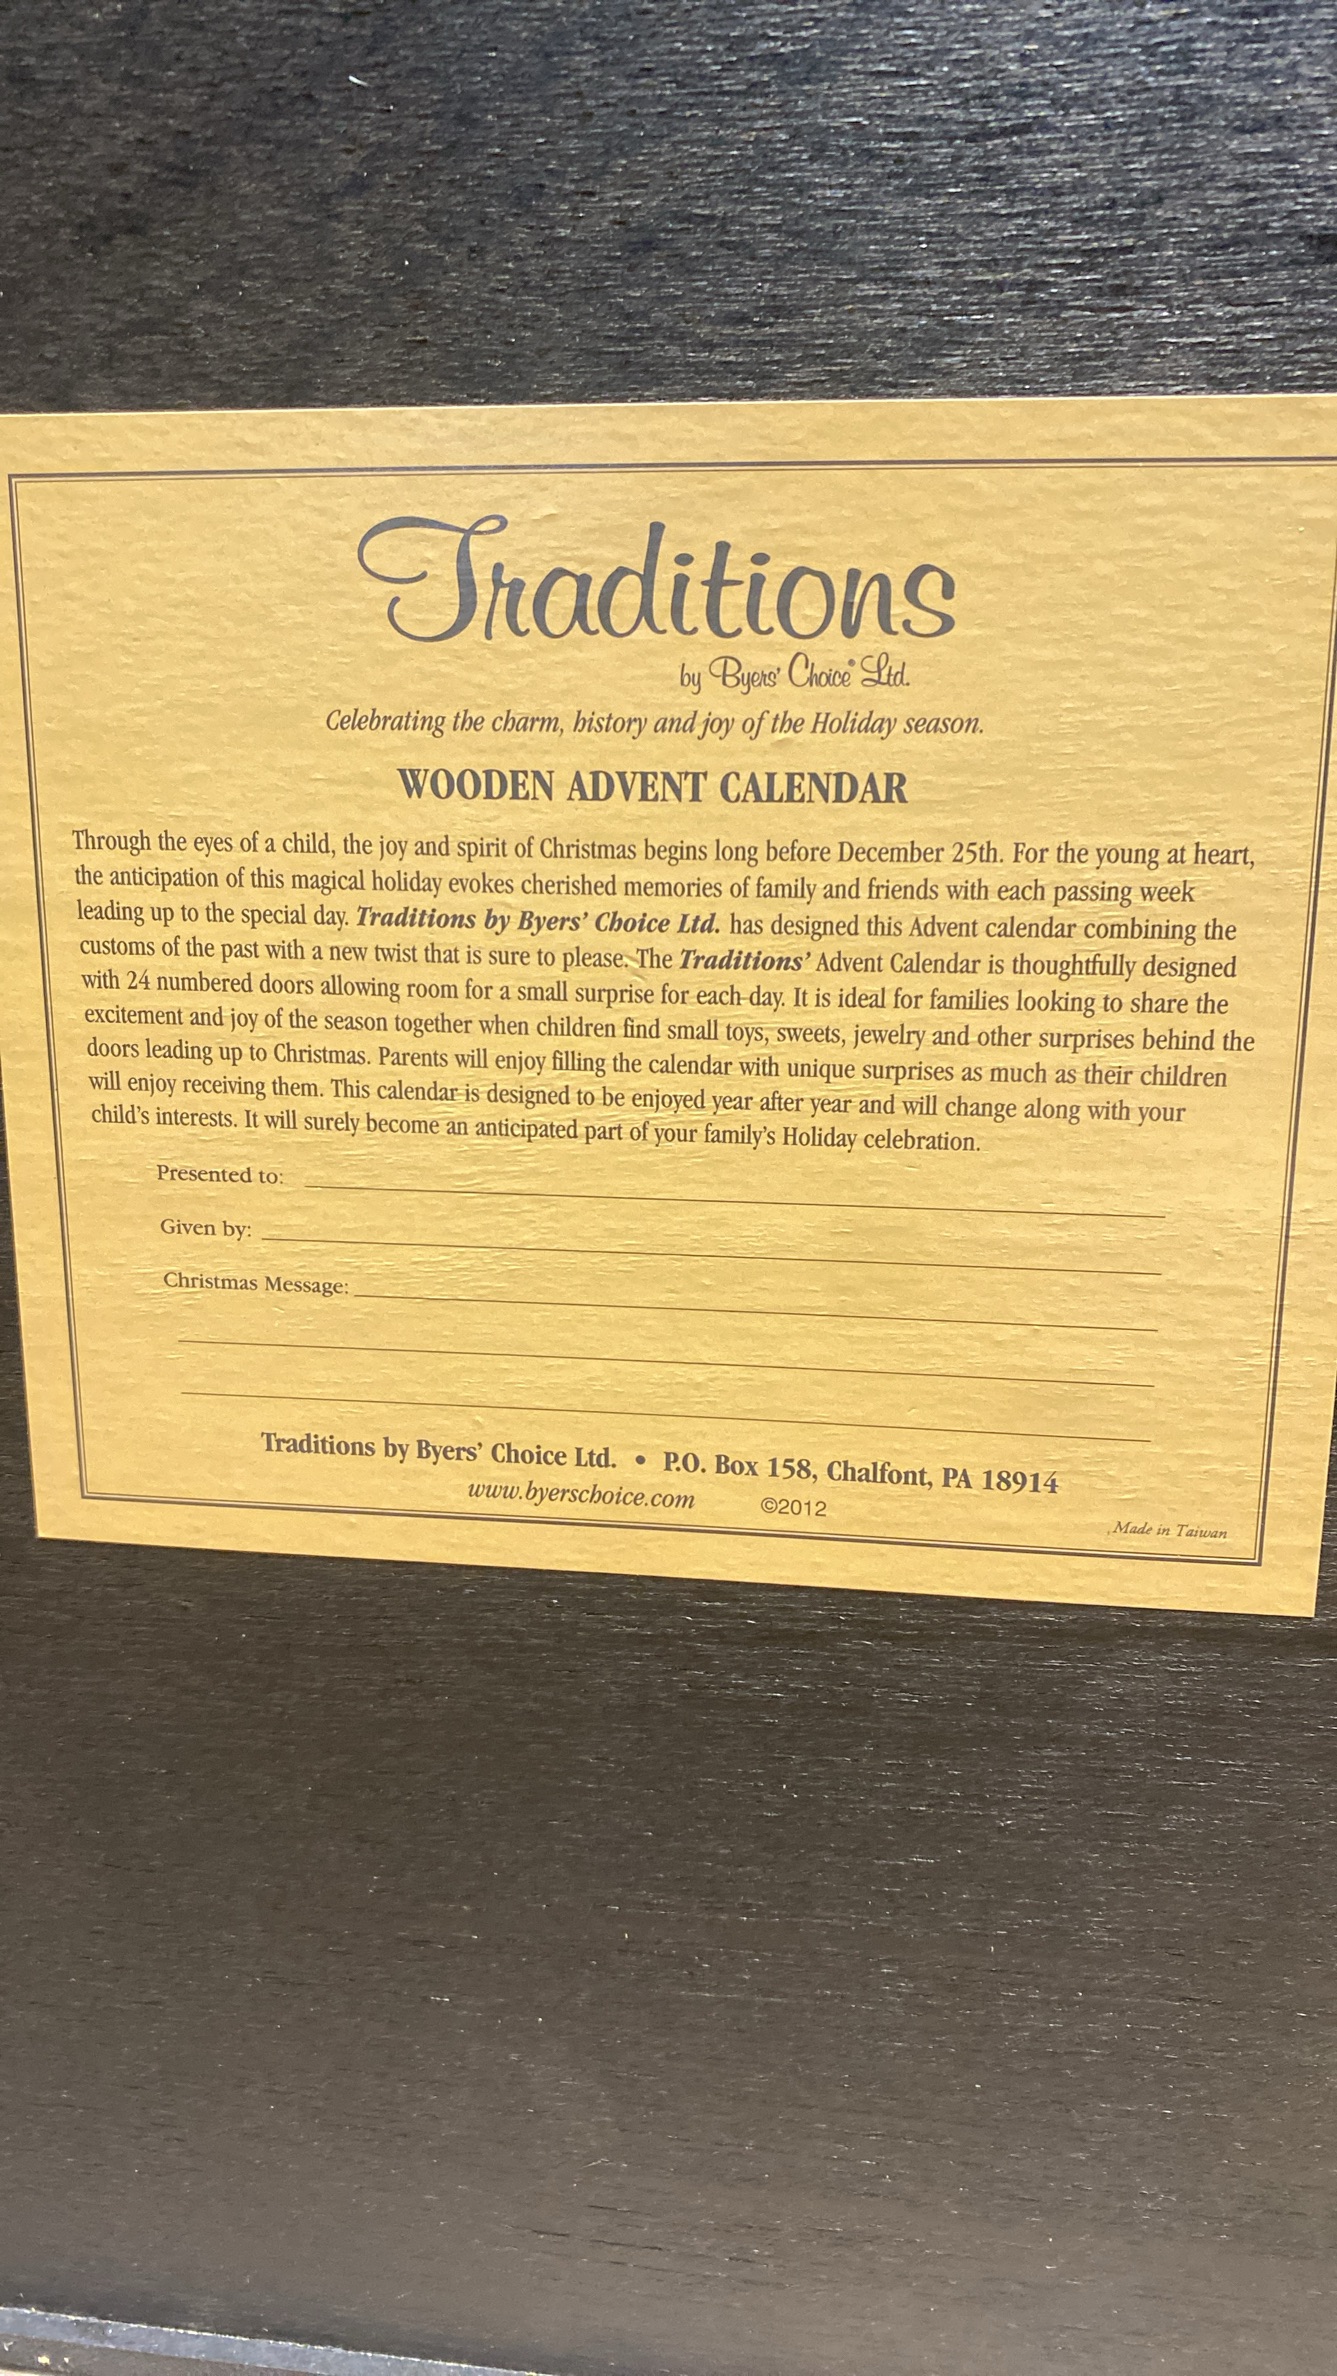 Traditions
by Byers' Choice® Ltd.
Celebrating the charm, history and joy of the Holiday season.
WOODEN ADVENT CALENDAR
Through the eyes of a child, the joy and spirit of Christmas begins long before December 25th. For the young at heart,
the anticipation of this magical holiday evokes cherished memories of family and friends with each passing week
leading up to the special day. Traditions by Byers' Choice Ltd. has designed this Advent calendar combining the
customs of the past with a new twist that is sure to please. The Traditions' Advent Calendar is thoughtfully designed
with 24 numbered doors allowing room for a small surprise for each day. It is ideal for families looking to share the
excitement and joy of the season together when children find small toys, sweets, jewelry and other surprises behind the
doors leading up to Christmas. Parents will enjoy filling the calendar with unique surprises as much as their children
will enjoy receiving them. This calendar is designed to be enjoyed year after year and will change along with your
child's interests. It will surely become an anticipated part of your family's Holiday celebration.
Presented to:
Given by:
Christmas Message:
Traditions by Byers' Choice Ltd. • P.O. Box 158, Chalfont, PA 18914
www.byerschoice.com ©2012
Made in Taiwan